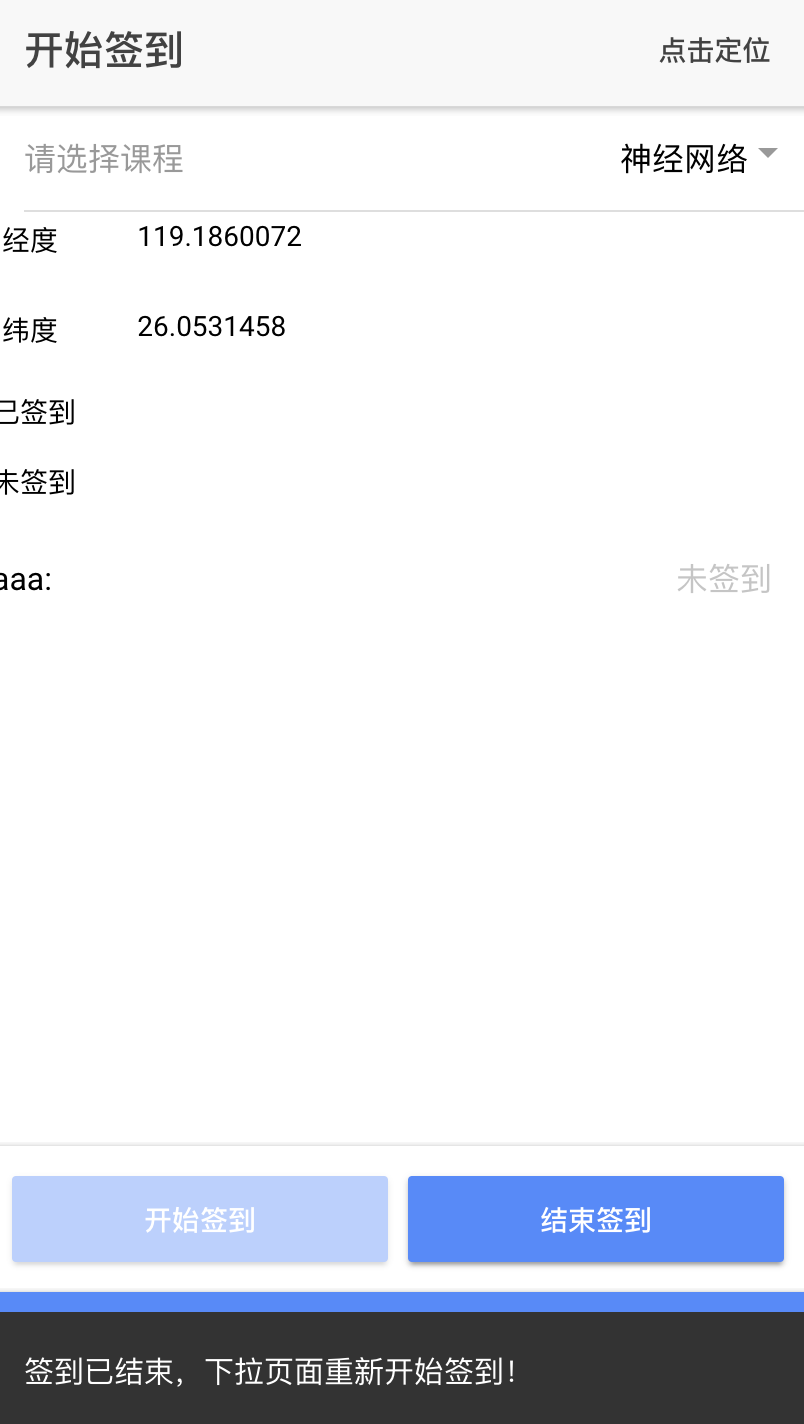 开始签到 点击定位
请选择课程 神经网络
经度 119.1860072
纬度 26.0531458
已签到
未签到
aaa: 未签到
开始签到 结束签到
签到已结束，下拉页面重新开始签到！